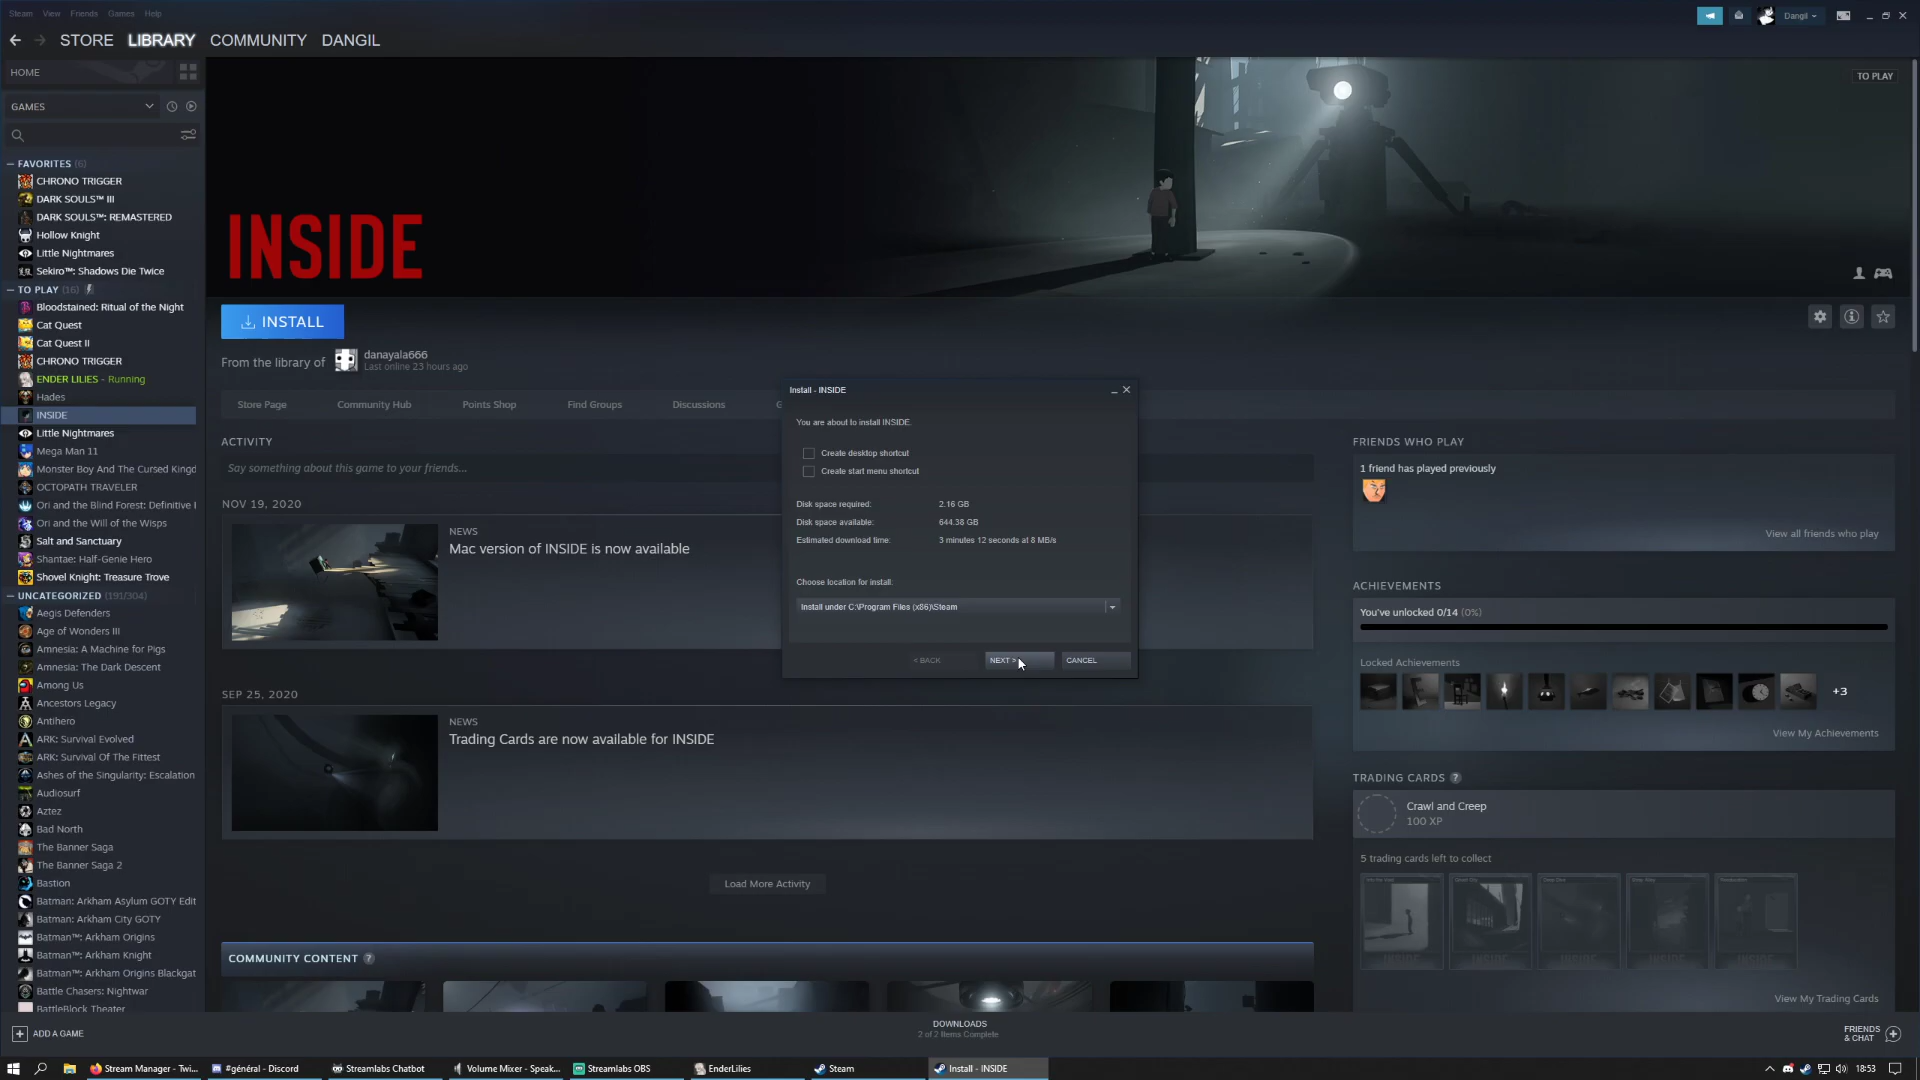 Steam View Friends Games Help
Dangil
STORE LIBRARY COMMUNITY DANGIL
HOME
GAMES
FAVORITES (6)
CHRONO TRIGGER
DARK SOULS™ III
DARK SOULS™: REMASTERED
Hollow Knight
Little Nightmares
Sekiro™: Shadows Die Twice
TO PLAY (16)
Bloodstained: Ritual of the Night
Cat Quest
Cat Quest II
CHRONO TRIGGER
ENDER LILIES - Running
Hades
INSIDE
Little Nightmares
Mega Man 11
Monster Boy And The Cursed Kingd
OCTOPATH TRAVELER
Ori and the Blind Forest: Definitive E
Ori and the Will of the Wisps
Salt and Sanctuary
Shantae: Half-Genie Hero
Shovel Knight: Treasure Trove
UNCATEGORIZED (191/304)
Aegis Defenders
Age of Wonders III
Amnesia: A Machine for Pigs
Amnesia: The Dark Descent
Among Us
Ancestors Legacy
Antihero
ARK: Survival Evolved
ARK: Survival Of The Fittest
Ashes of the Singularity: Escalation
Audiosurf
Aztez
Bad North
The Banner Saga
The Banner Saga 2
Bastion
Batman: Arkham Asylum GOTY Edit
Batman: Arkham City GOTY
Batman™: Arkham Origins
Batman™: Arkham Knight
Batman™: Arkham Origins Blackgat
Battle Chasers: Nightwar
BattleBlock Theater
ADD A GAME
TO PLAY
INSIDE
INSTALL
From the library of danayala666
Last online 23 hours ago
Store Page Community Hub Points Shop Find Groups Discussions G
ACTIVITY
Say something about this game to your friends...
NOV 19, 2020
NEWS
Mac version of INSIDE is now available
SEP 25, 2020
NEWS
Trading Cards are now available for INSIDE
Load More Activity
COMMUNITY CONTENT ?
Install - INSIDE
You are about to install INSIDE.
Create desktop shortcut
Create start menu shortcut
Disk space required: 2.16 GB
Disk space available: 644.38 GB
Estimated download time: 3 minutes 12 seconds at 8 MB/s
Choose location for install:
Install under C:\Program Files (x86)\Steam
< BACK NEXT > CANCEL
FRIENDS WHO PLAY
1 friend has played previously
View all friends who play
ACHIEVEMENTS
You've unlocked 0/14 (0%)
Locked Achievements
+3
View My Achievements
TRADING CARDS ?
Crawl and Creep
100 XP
5 trading cards left to collect
INSIDE INSIDE INSIDE INSIDE INSIDE
View My Trading Cards
DOWNLOADS
2 of 2 Items Complete
FRIENDS
& CHAT
Stream Manager - Twi... #général - Discord Streamlabs Chatbot Volume Mixer - Speak... Streamlabs OBS EnderLilies Steam Install - INSIDE 18:53